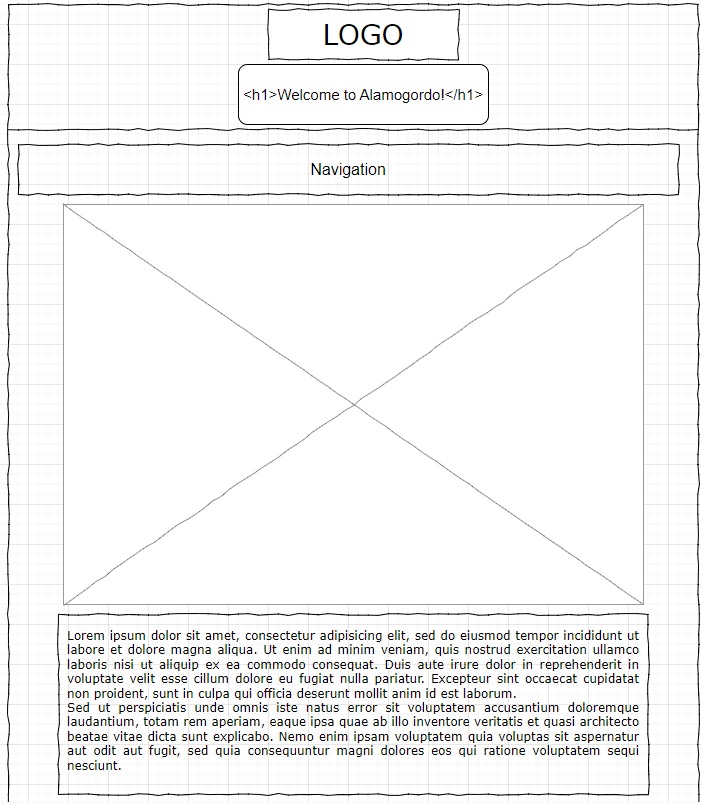 LOGO
<h1>Welcome to Alamogordo!</h1>
Navigation
Lorem ipsum dolor sit amet, consectetur adipisicing elit, sed do eiusmod tempor incididunt ut
labore et dolore magna aliqua. Ut enim ad minim veniam, quis nostrud exercitation ullamco
laboris nisi ut aliquip ex ea commodo consequat. Duis aute irure dolor in reprehenderit in
voluptate velit esse cillum dolore eu fugiat nulla pariatur. Excepteur sint occaecat cupidatat
non proident, sunt in culpa qui officia deserunt mollit anim id est laborum.
Sed ut perspiciatis unde omnis iste natus error sit voluptatem accusantium doloremque
laudantium, totam rem aperiam, eaque ipsa quae ab illo inventore veritatis et quasi architecto
beatae vitae dicta sunt explicabo. Nemo enim ipsam voluptatem quia voluptas sit aspernatur
aut odit aut fugit, sed quia consequuntur magni dolores eos qui ratione voluptatem sequi
nesciunt.